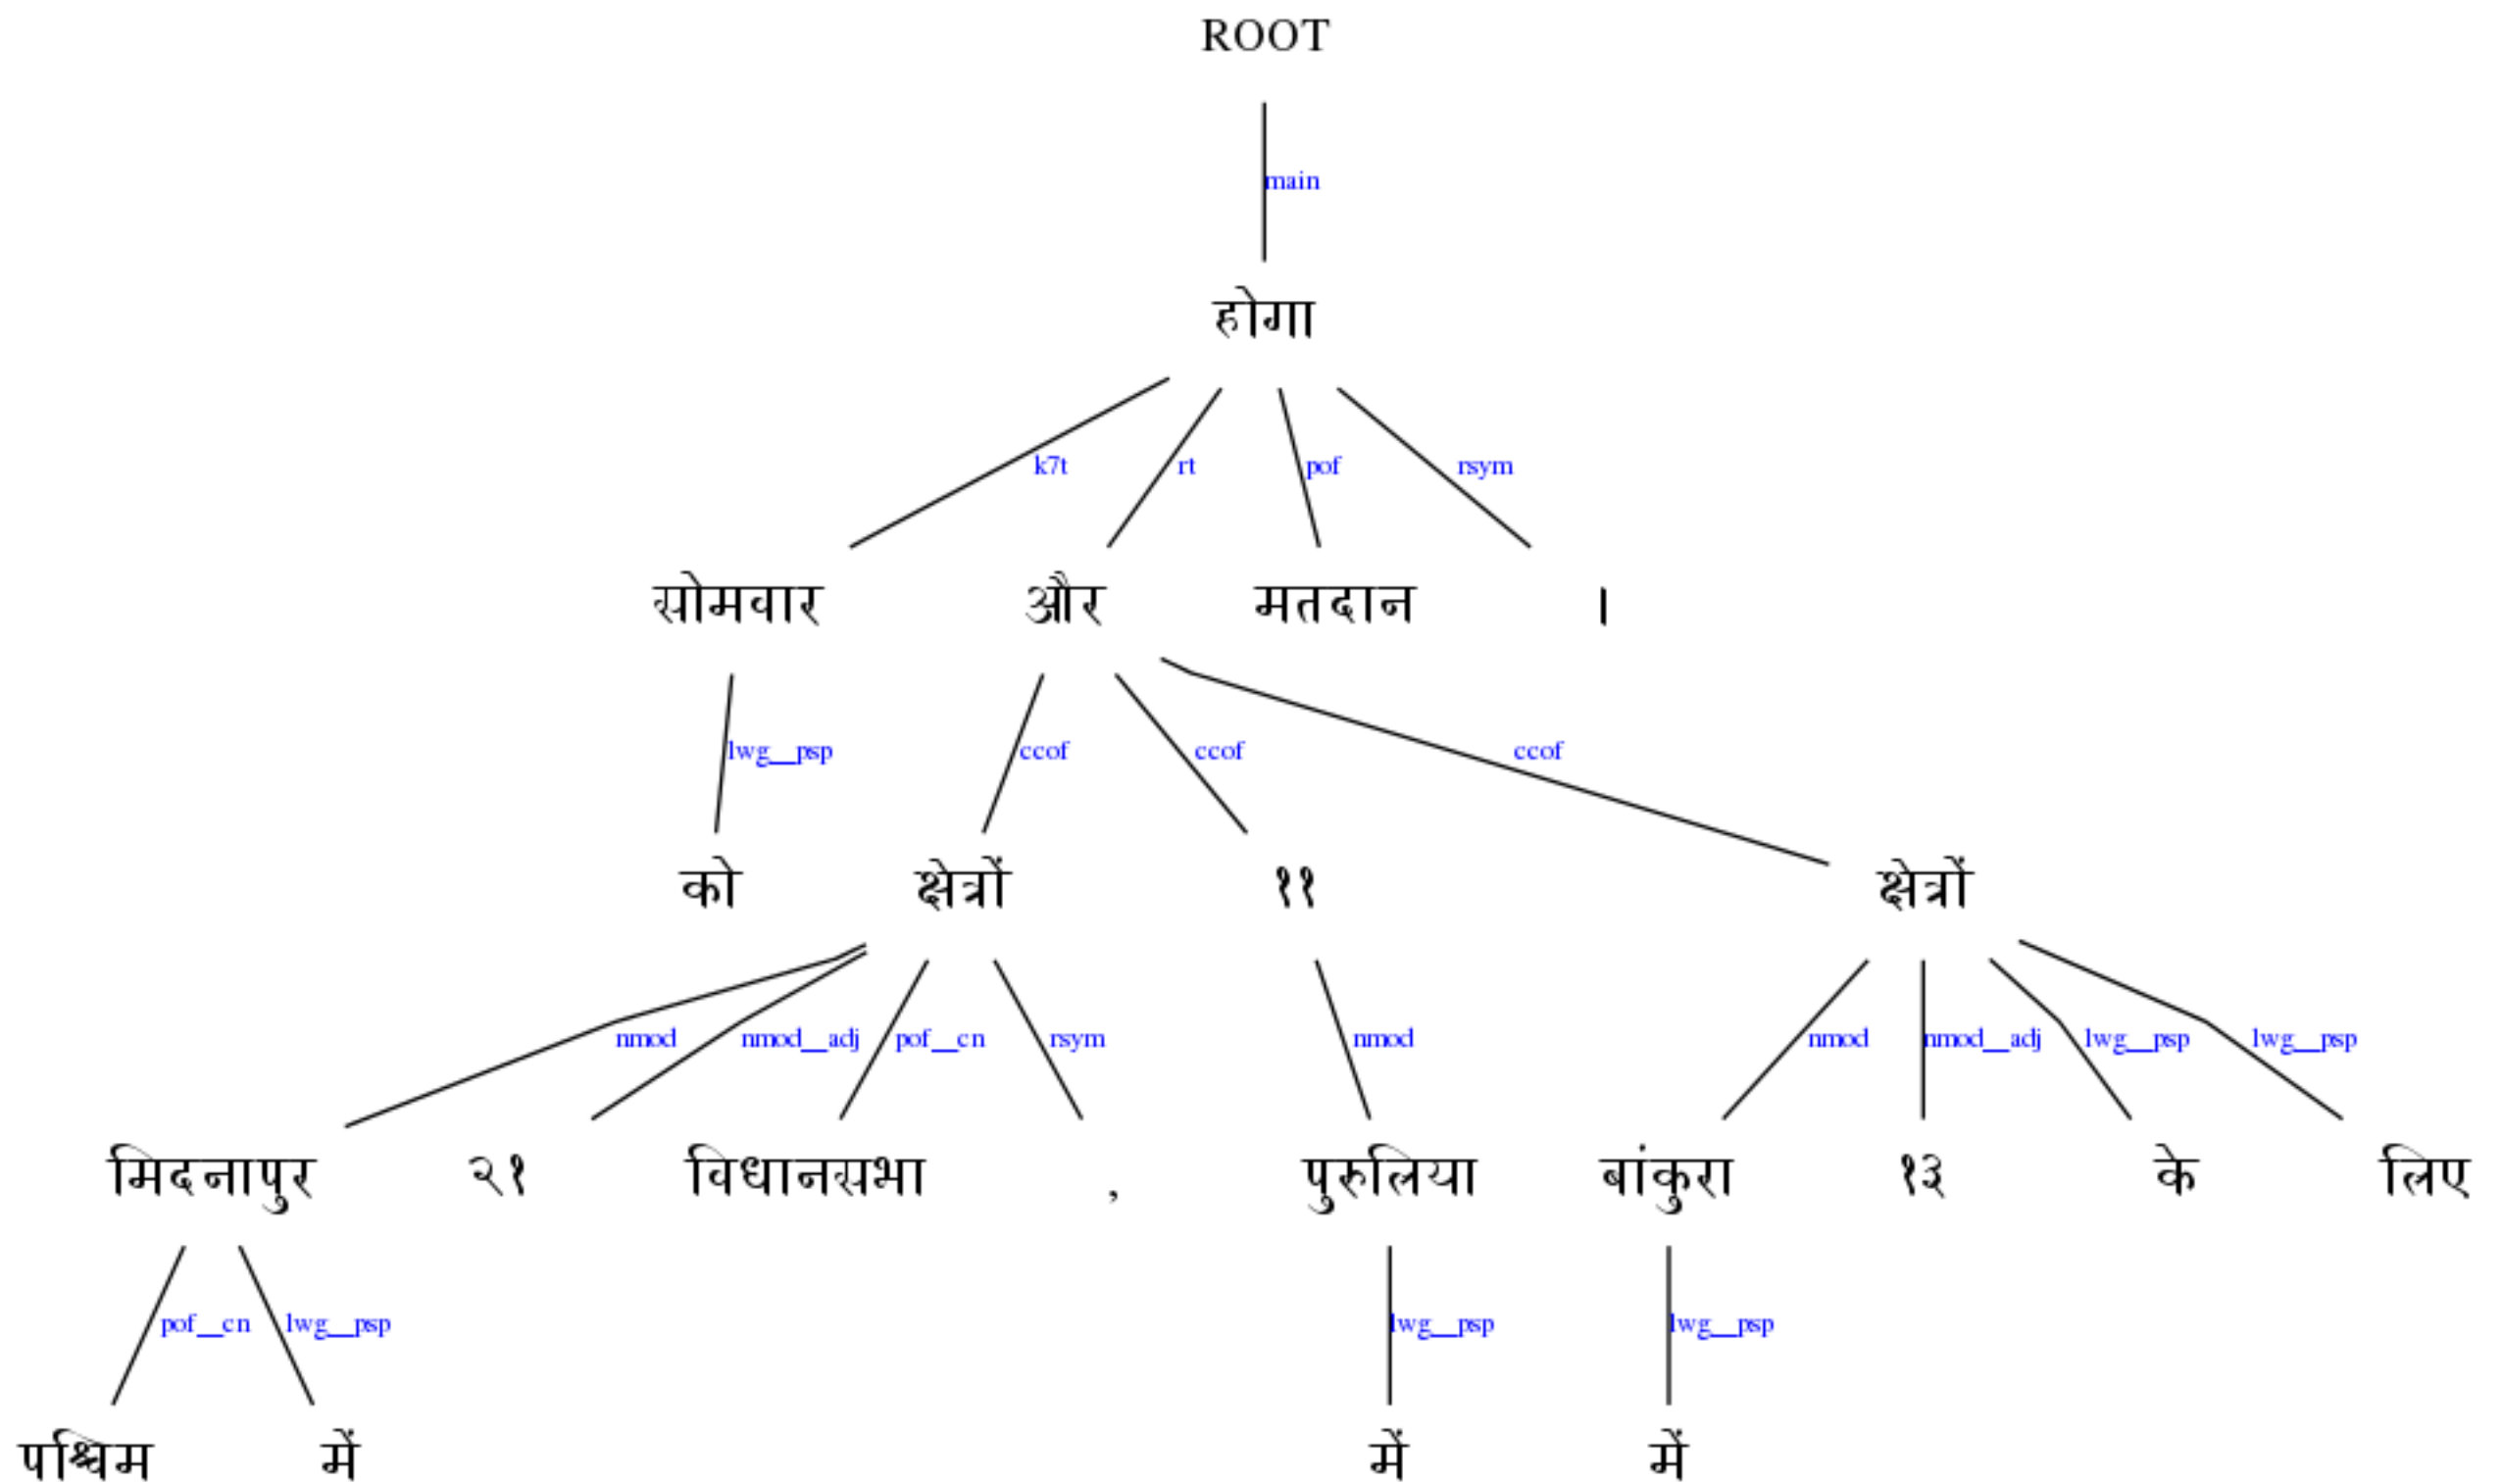 ROOT
main
होगा
k7t rt pof rsym
सोमवार और मतदान ।
lwg__psp ccof ccof ccof
को क्षेत्रों ११ क्षेत्रों
nmod nmod__adj pof__cn rsym nmod nmod nmod__adj lwg__psp lwg__psp
मिदनापुर २१ विधानसभा , पुरुलिया बांकुरा १३ के लिए
pof__cn lwg__psp lwg__psp lwg__psp
पश्चिम में में में